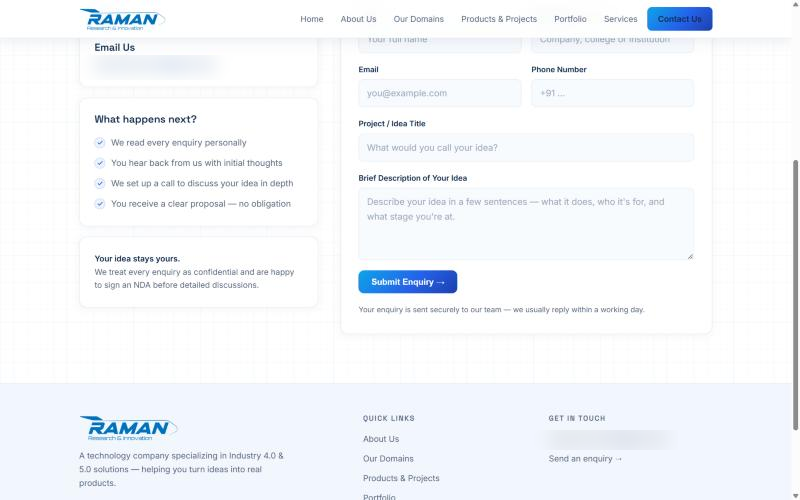 RAMAN
Research & Innovation
Home
About Us
Our Domains
Products & Projects
Portfolio
Services
Contact Us
Email Us
What happens next?
We read every enquiry personally
You hear back from us with initial thoughts
We set up a call to discuss your idea in depth
You receive a clear proposal — no obligation
Your idea stays yours.
We treat every enquiry as confidential and are happy
to sign an NDA before detailed discussions.
Your full name
Company, college or institution
Email
Phone Number
you@example.com
+91 ...
Project / Idea Title
What would you call your idea?
Brief Description of Your Idea
Describe your idea in a few sentences — what it does, who it's for, and
what stage you're at.
Submit Enquiry →
Your enquiry is sent securely to our team — we usually reply within a working day.
RAMAN
Research & Innovation
A technology company specializing in Industry 4.0 &
5.0 solutions — helping you turn ideas into real
products.
QUICK LINKS
About Us
Our Domains
Products & Projects
Portfolio
GET IN TOUCH
Send an enquiry →